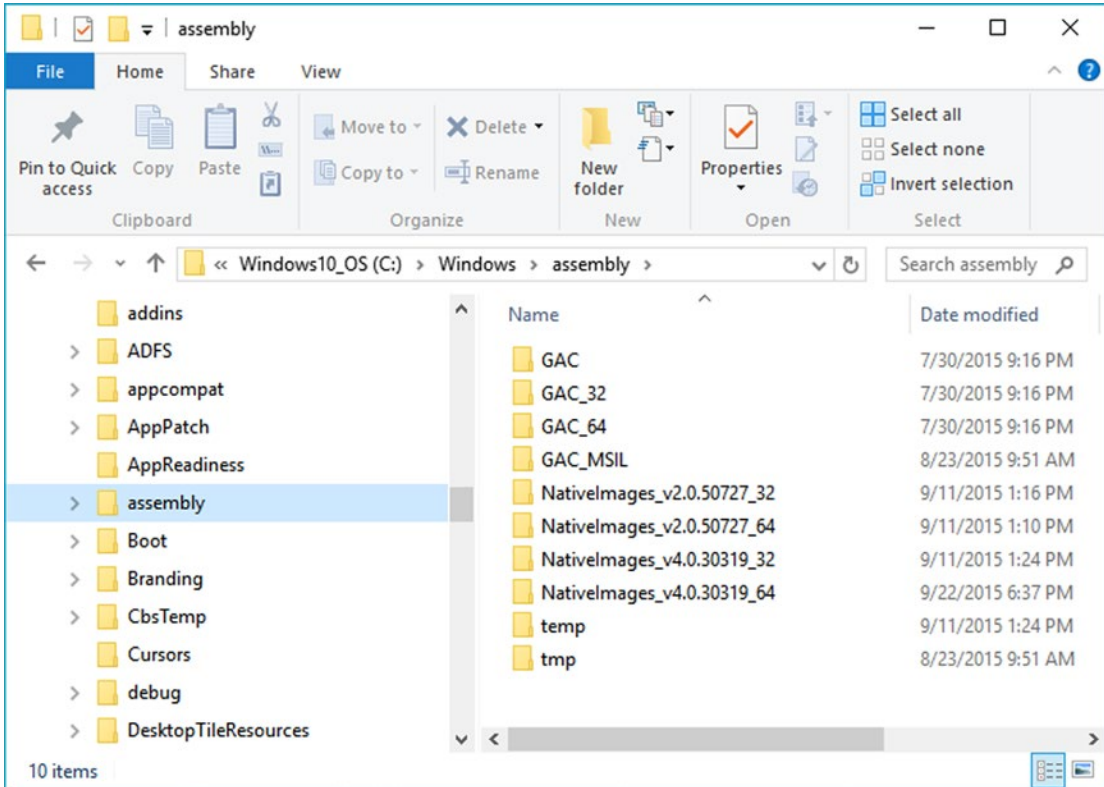 assembly
File Home Share View
Pin to Quick access
Copy
Paste
Move to
Copy to
Delete
Rename
New folder
Properties
Select all
Select none
Invert selection
Clipboard Organize New Open Select
« Windows10_OS (C:) > Windows > assembly >
Search assembly
addins
ADFS
appcompat
AppPatch
AppReadiness
assembly
Boot
Branding
CbsTemp
Cursors
debug
DesktopTileResources
Name Date modified
GAC 7/30/2015 9:16 PM
GAC_32 7/30/2015 9:16 PM
GAC_64 7/30/2015 9:16 PM
GAC_MSIL 8/23/2015 9:51 AM
NativeImages_v2.0.50727_32 9/11/2015 1:16 PM
NativeImages_v2.0.50727_64 9/11/2015 1:10 PM
NativeImages_v4.0.30319_32 9/11/2015 1:24 PM
NativeImages_v4.0.30319_64 9/22/2015 6:37 PM
temp 9/11/2015 1:24 PM
tmp 8/23/2015 9:51 AM
10 items